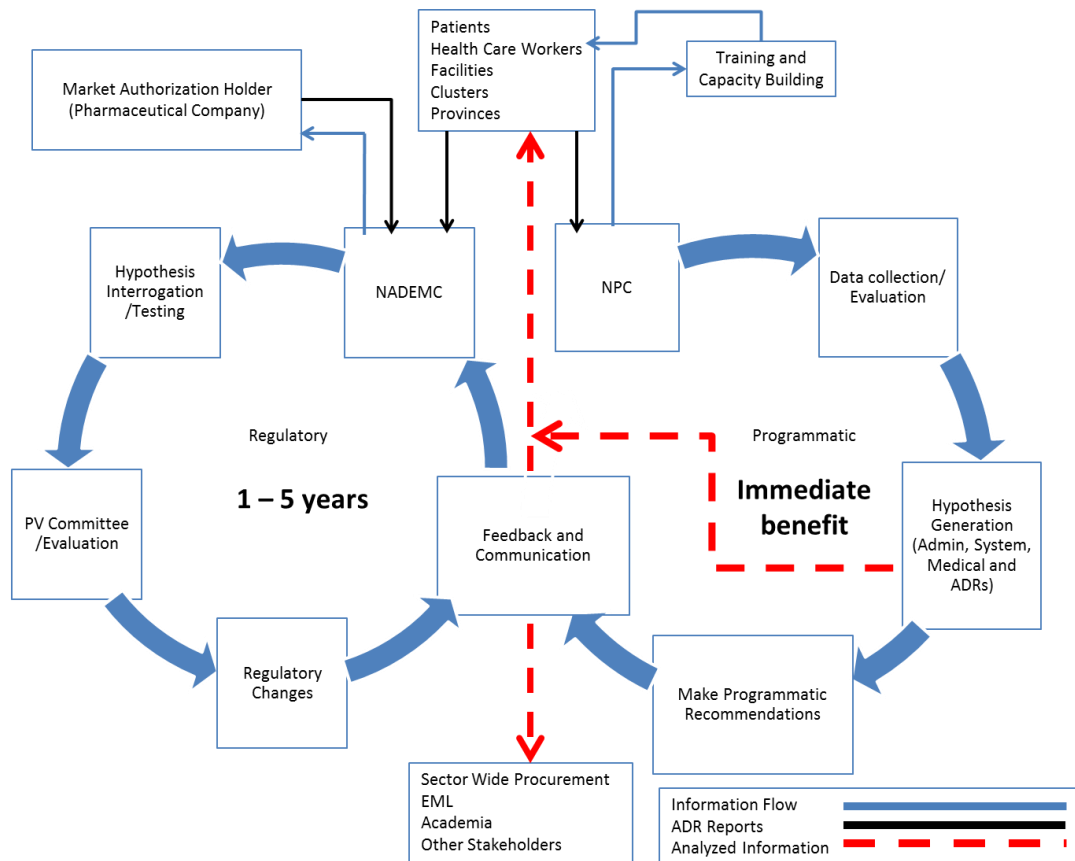 Patients
Health Care Workers
Facilities
Clusters
Provinces
Training and
Capacity Building
Market Authorization Holder
(Pharmaceutical Company)
Hypothesis
Interrogation
/Testing
NADEMC
NPC
Data collection/
Evaluation
Regulatory
1 – 5 years
Programmatic
Immediate
benefit
PV Committee
/Evaluation
Feedback and
Communication
Hypothesis
Generation
(Admin, System,
Medical and
ADRs)
Regulatory
Changes
Make Programmatic
Recommendations
Sector Wide Procurement
EML
Academia
Other Stakeholders
Information Flow
ADR Reports
Analyzed Information